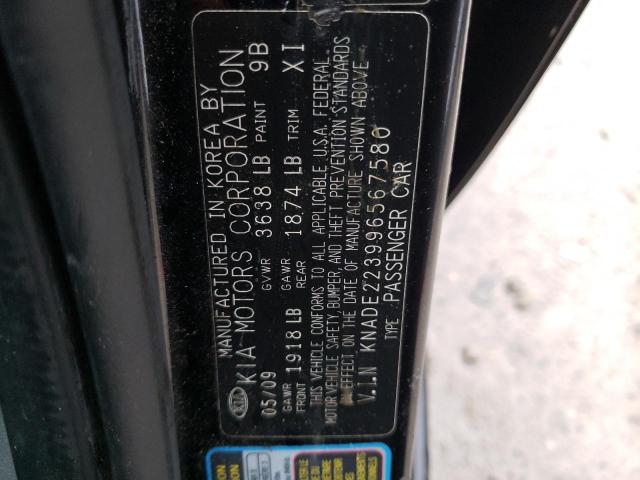 MANUFACTURED IN KOREA BY
KIA MOTORS CORPORATION
KIA
05/09 GVWR 3638 LB PAINT 9B
GAWR FRONT 1918 LB GAWR REAR 1874 LB TRIM XI
THIS VEHICLE CONFORMS TO ALL APPLICABLE U.S.A. FEDERAL
MOTOR VEHICLE SAFETY, BUMPER, AND THEFT PREVENTION STANDARDS
IN EFFECT ON THE DATE OF MANUFACTURE SHOWN ABOVE
V.I.N KNADE223996567580
TYPE PASSENGER CAR